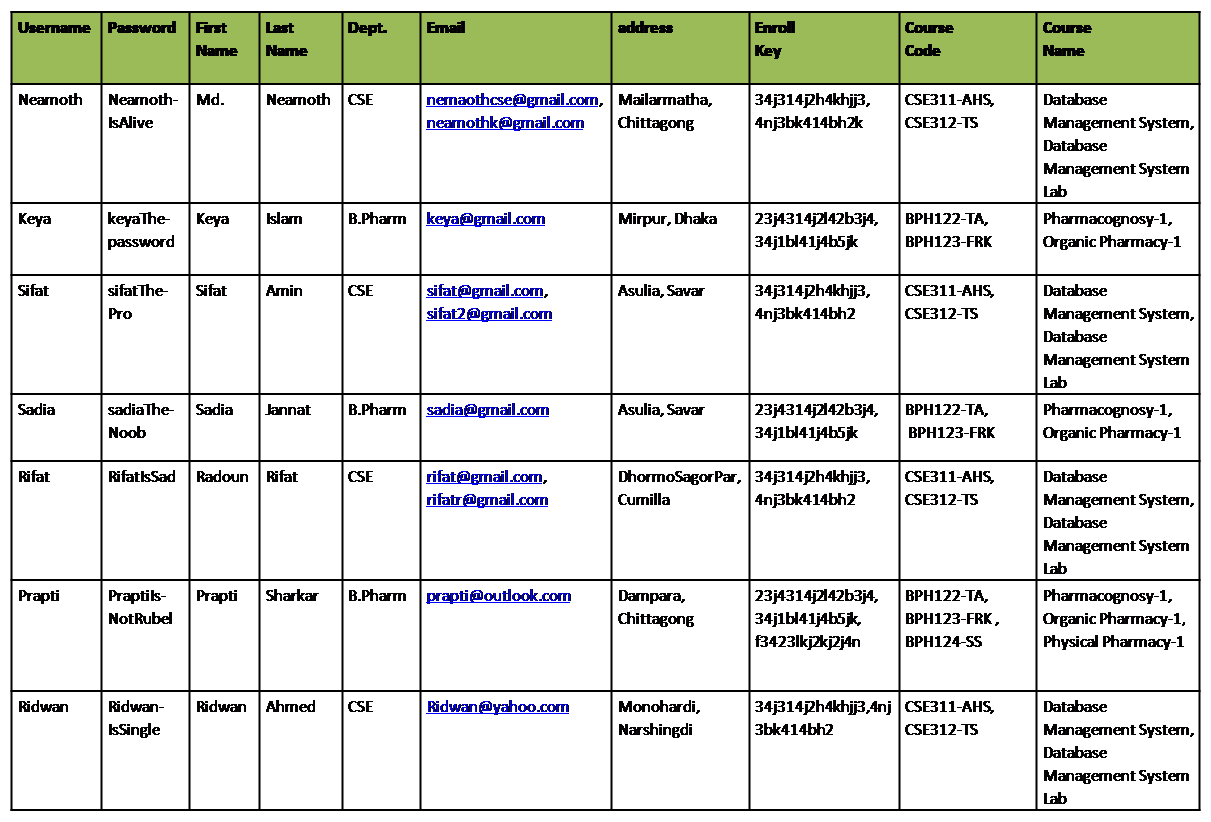 Username Password First Name Last Name Dept. Email address Enroll Key Course Code Course Name
Neamoth Neamoth- Md. Neamoth CSE nemaothcse@gmail.com, Mailarmatha, 34j314j2h4khjj3, CSE311-AHS, Database
IsAlive neamothk@gmail.com Chittagong 4nj3bk414bh2k CSE312-TS Management System,
Database
Management System
Lab
Keya keyaThe- Keya Islam B.Pharm keya@gmail.com Mirpur, Dhaka 23j4314j2l42b3j4, BPH122-TA, Pharmacognosy-1,
password 34j1bl41j4b5jk BPH123-FRK Organic Pharmacy-1
Sifat sifatThe- Sifat Amin CSE sifat@gmail.com, Asulia, Savar 34j314j2h4khjj3, CSE311-AHS, Database
Pro sifat2@gmail.com 4nj3bk414bh2 CSE312-TS Management System,
Database
Management System
Lab
Sadia sadiaThe- Sadia Jannat B.Pharm sadia@gmail.com Asulia, Savar 23j4314j2l42b3j4, BPH122-TA, Pharmacognosy-1,
Noob 34j1bl41j4b5jk BPH123-FRK Organic Pharmacy-1
Rifat RifatIsSad Radoun Rifat CSE rifat@gmail.com, DhormoSagorPar, 34j314j2h4khjj3, CSE311-AHS, Database
rifatr@gmail.com Cumilla 4nj3bk414bh2 CSE312-TS Management System,
Database
Management System
Lab
Prapti PraptiIs- Prapti Sharkar B.Pharm prapti@outlook.com Dampara, 23j4314j2l42b3j4, BPH122-TA, Pharmacognosy-1,
NotRubel Chittagong 34j1bl41j4b5jk, BPH123-FRK , Organic Pharmacy-1,
f3423lkj2kj2j4n BPH124-SS Physical Pharmacy-1
Ridwan Ridwan- Ridwan Ahmed CSE Ridwan@yahoo.com Monohardi, 34j314j2h4khjj3,4nj CSE311-AHS, Database
IsSingle Narshingdi 3bk414bh2 CSE312-TS Management System,
Database
Management System
Lab